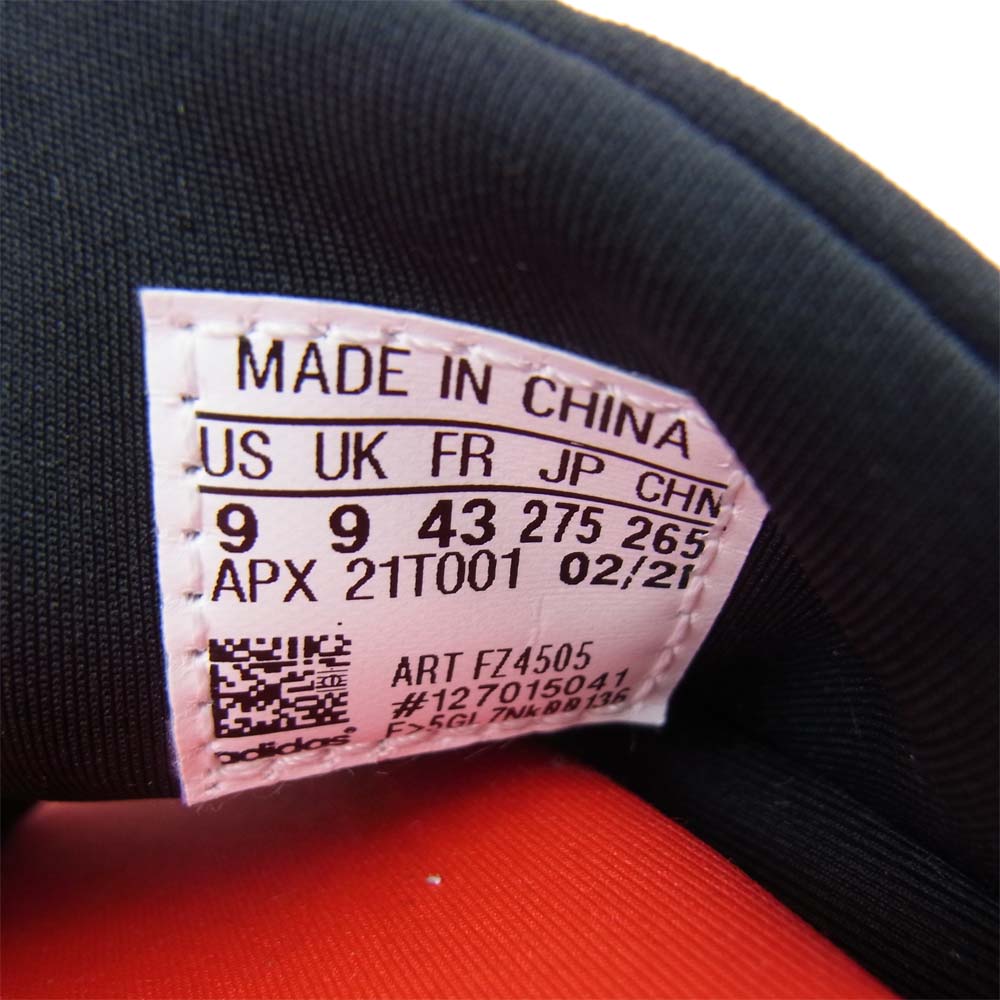 MADE IN CHINA
US UK FR JP CHN
9 9 43 275 265
APX 21T001 02/21
ART FZ4505
#127015041
adidas®